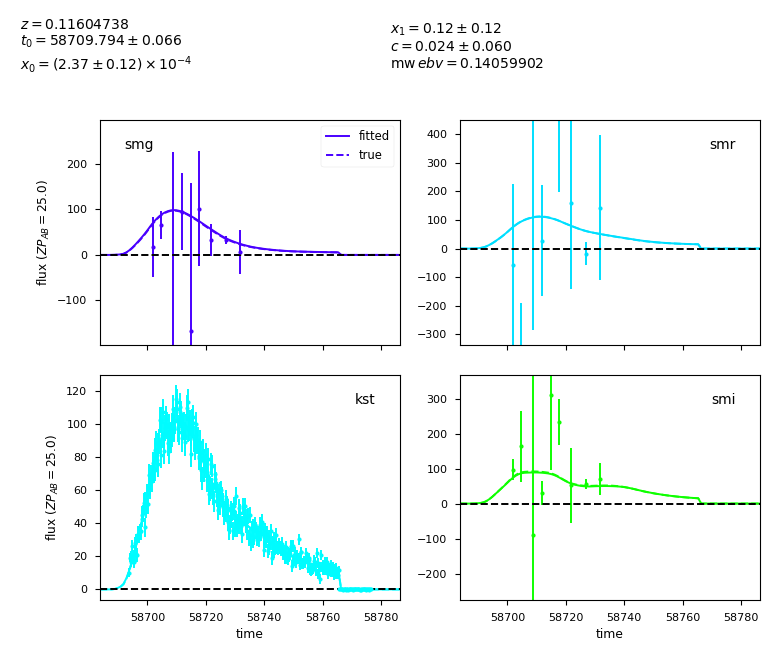 z = 0.11604738
t₀ = 58709.794 ± 0.066
x₀ = (2.37 ± 0.12) × 10⁻⁴
x₁ = 0.12 ± 0.12
c = 0.024 ± 0.060
mw ebv = 0.14059902
smg
fitted
true
200
100
0
−100
flux (ZP_AB = 25.0)
smr
400
300
200
100
0
−100
−200
−300
kst
120
100
80
60
40
20
0
flux (ZP_AB = 25.0)
58700 58720 58740 58760 58780
time
smi
300
200
100
0
−100
−200
58700 58720 58740 58760 58780
time